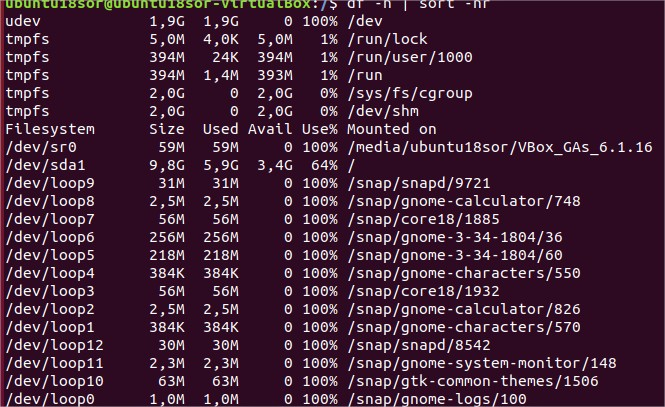 ubuntu18sor@ubuntu18sor-VirtualBox:/$ df -h | sort -hr
udev 1,9G 1,9G 0 100% /dev
tmpfs 5,0M 4,0K 5,0M 1% /run/lock
tmpfs 394M 24K 394M 1% /run/user/1000
tmpfs 394M 1,4M 393M 1% /run
tmpfs 2,0G 0 2,0G 0% /sys/fs/cgroup
tmpfs 2,0G 0 2,0G 0% /dev/shm
Filesystem Size Used Avail Use% Mounted on
/dev/sr0 59M 59M 0 100% /media/ubuntu18sor/VBox_GAs_6.1.16
/dev/sda1 9,8G 5,9G 3,4G 64% /
/dev/loop9 31M 31M 0 100% /snap/snapd/9721
/dev/loop8 2,5M 2,5M 0 100% /snap/gnome-calculator/748
/dev/loop7 56M 56M 0 100% /snap/core18/1885
/dev/loop6 256M 256M 0 100% /snap/gnome-3-34-1804/36
/dev/loop5 218M 218M 0 100% /snap/gnome-3-34-1804/60
/dev/loop4 384K 384K 0 100% /snap/gnome-characters/550
/dev/loop3 56M 56M 0 100% /snap/core18/1932
/dev/loop2 2,5M 2,5M 0 100% /snap/gnome-calculator/826
/dev/loop1 384K 384K 0 100% /snap/gnome-characters/570
/dev/loop12 30M 30M 0 100% /snap/snapd/8542
/dev/loop11 2,3M 2,3M 0 100% /snap/gnome-system-monitor/148
/dev/loop10 63M 63M 0 100% /snap/gtk-common-themes/1506
/dev/loop0 1,0M 1,0M 0 100% /snap/gnome-logs/100